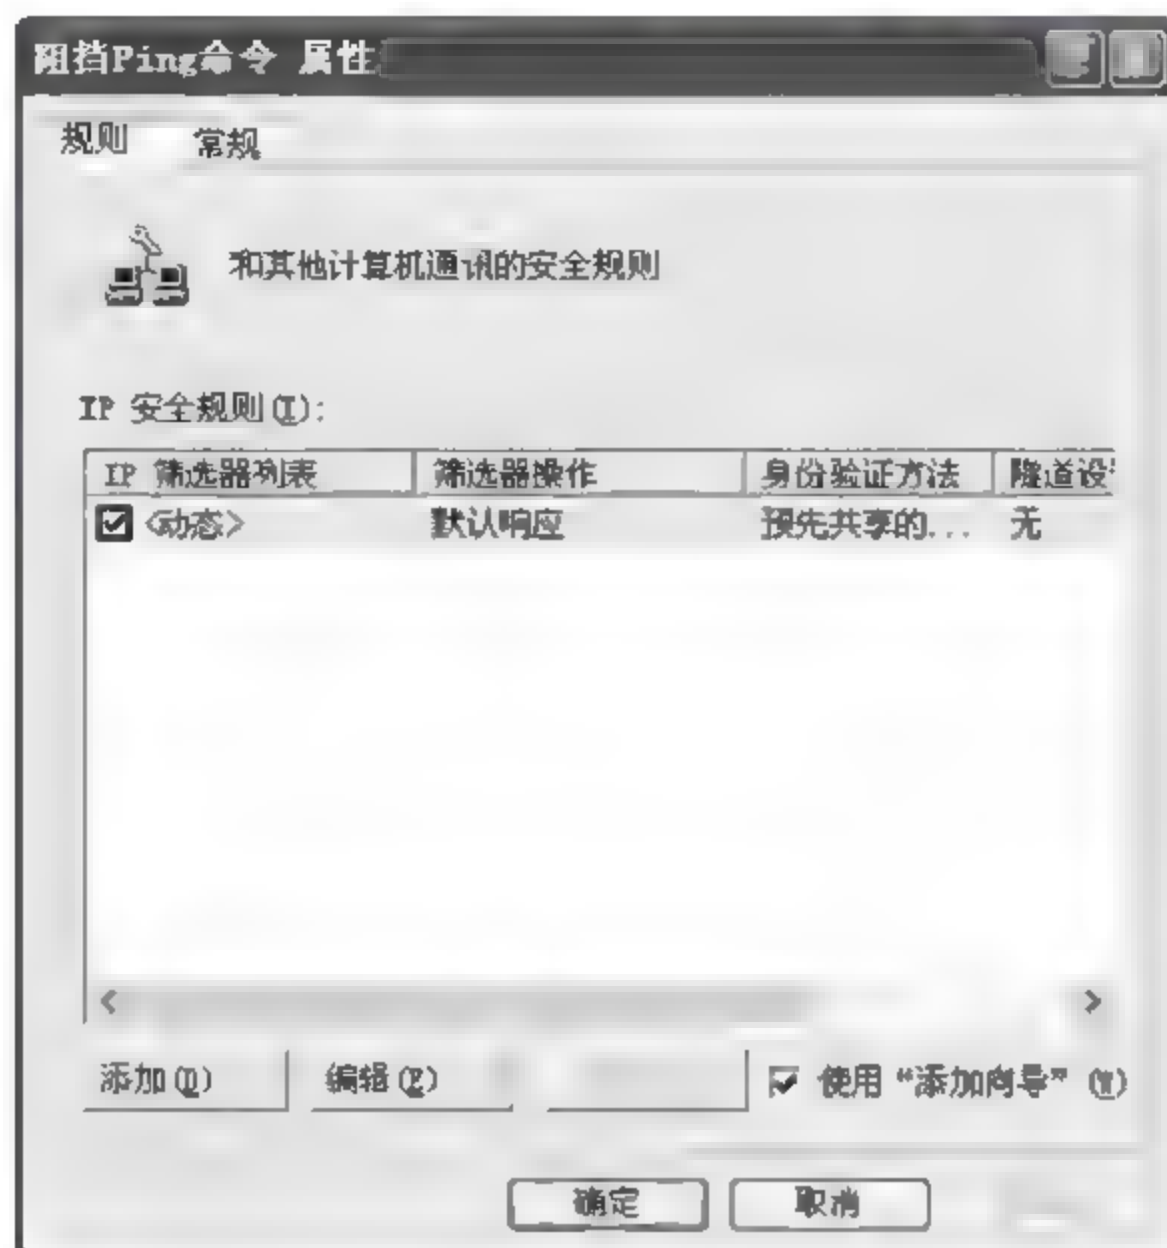 阻挡Ping命令 属性
规则 常规
和其他计算机通讯的安全规则
IP 安全规则(I):
IP 筛选器列表 筛选器操作 身份验证方法 隧道设
<动态> 默认响应 预先共享的... 无
添加(D) 编辑(E) 使用“添加向导”(W)
确定 取消